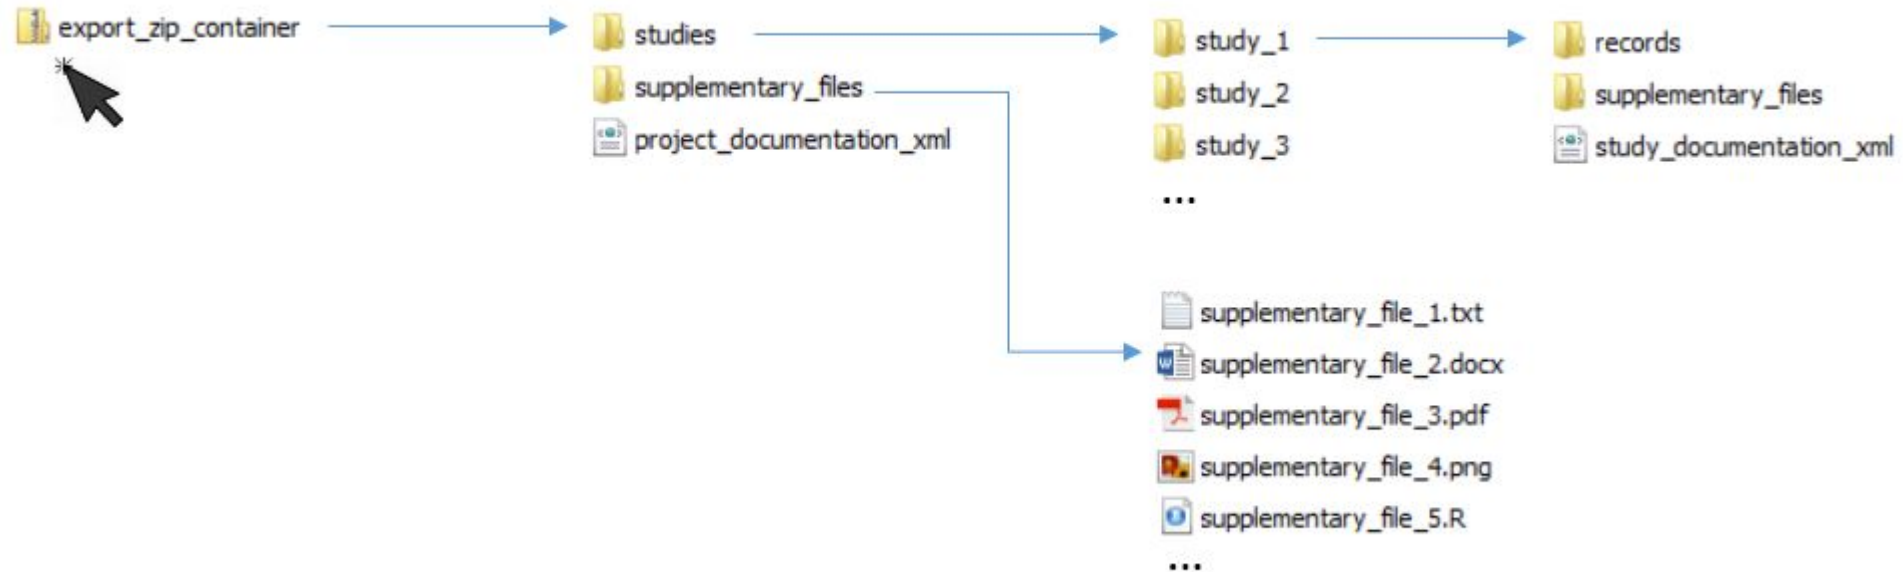 export_zip_container
studies
supplementary_files
project_documentation_xml
study_1
study_2
study_3
...
records
supplementary_files
study_documentation_xml
supplementary_file_1.txt
supplementary_file_2.docx
supplementary_file_3.pdf
supplementary_file_4.png
supplementary_file_5.R
...